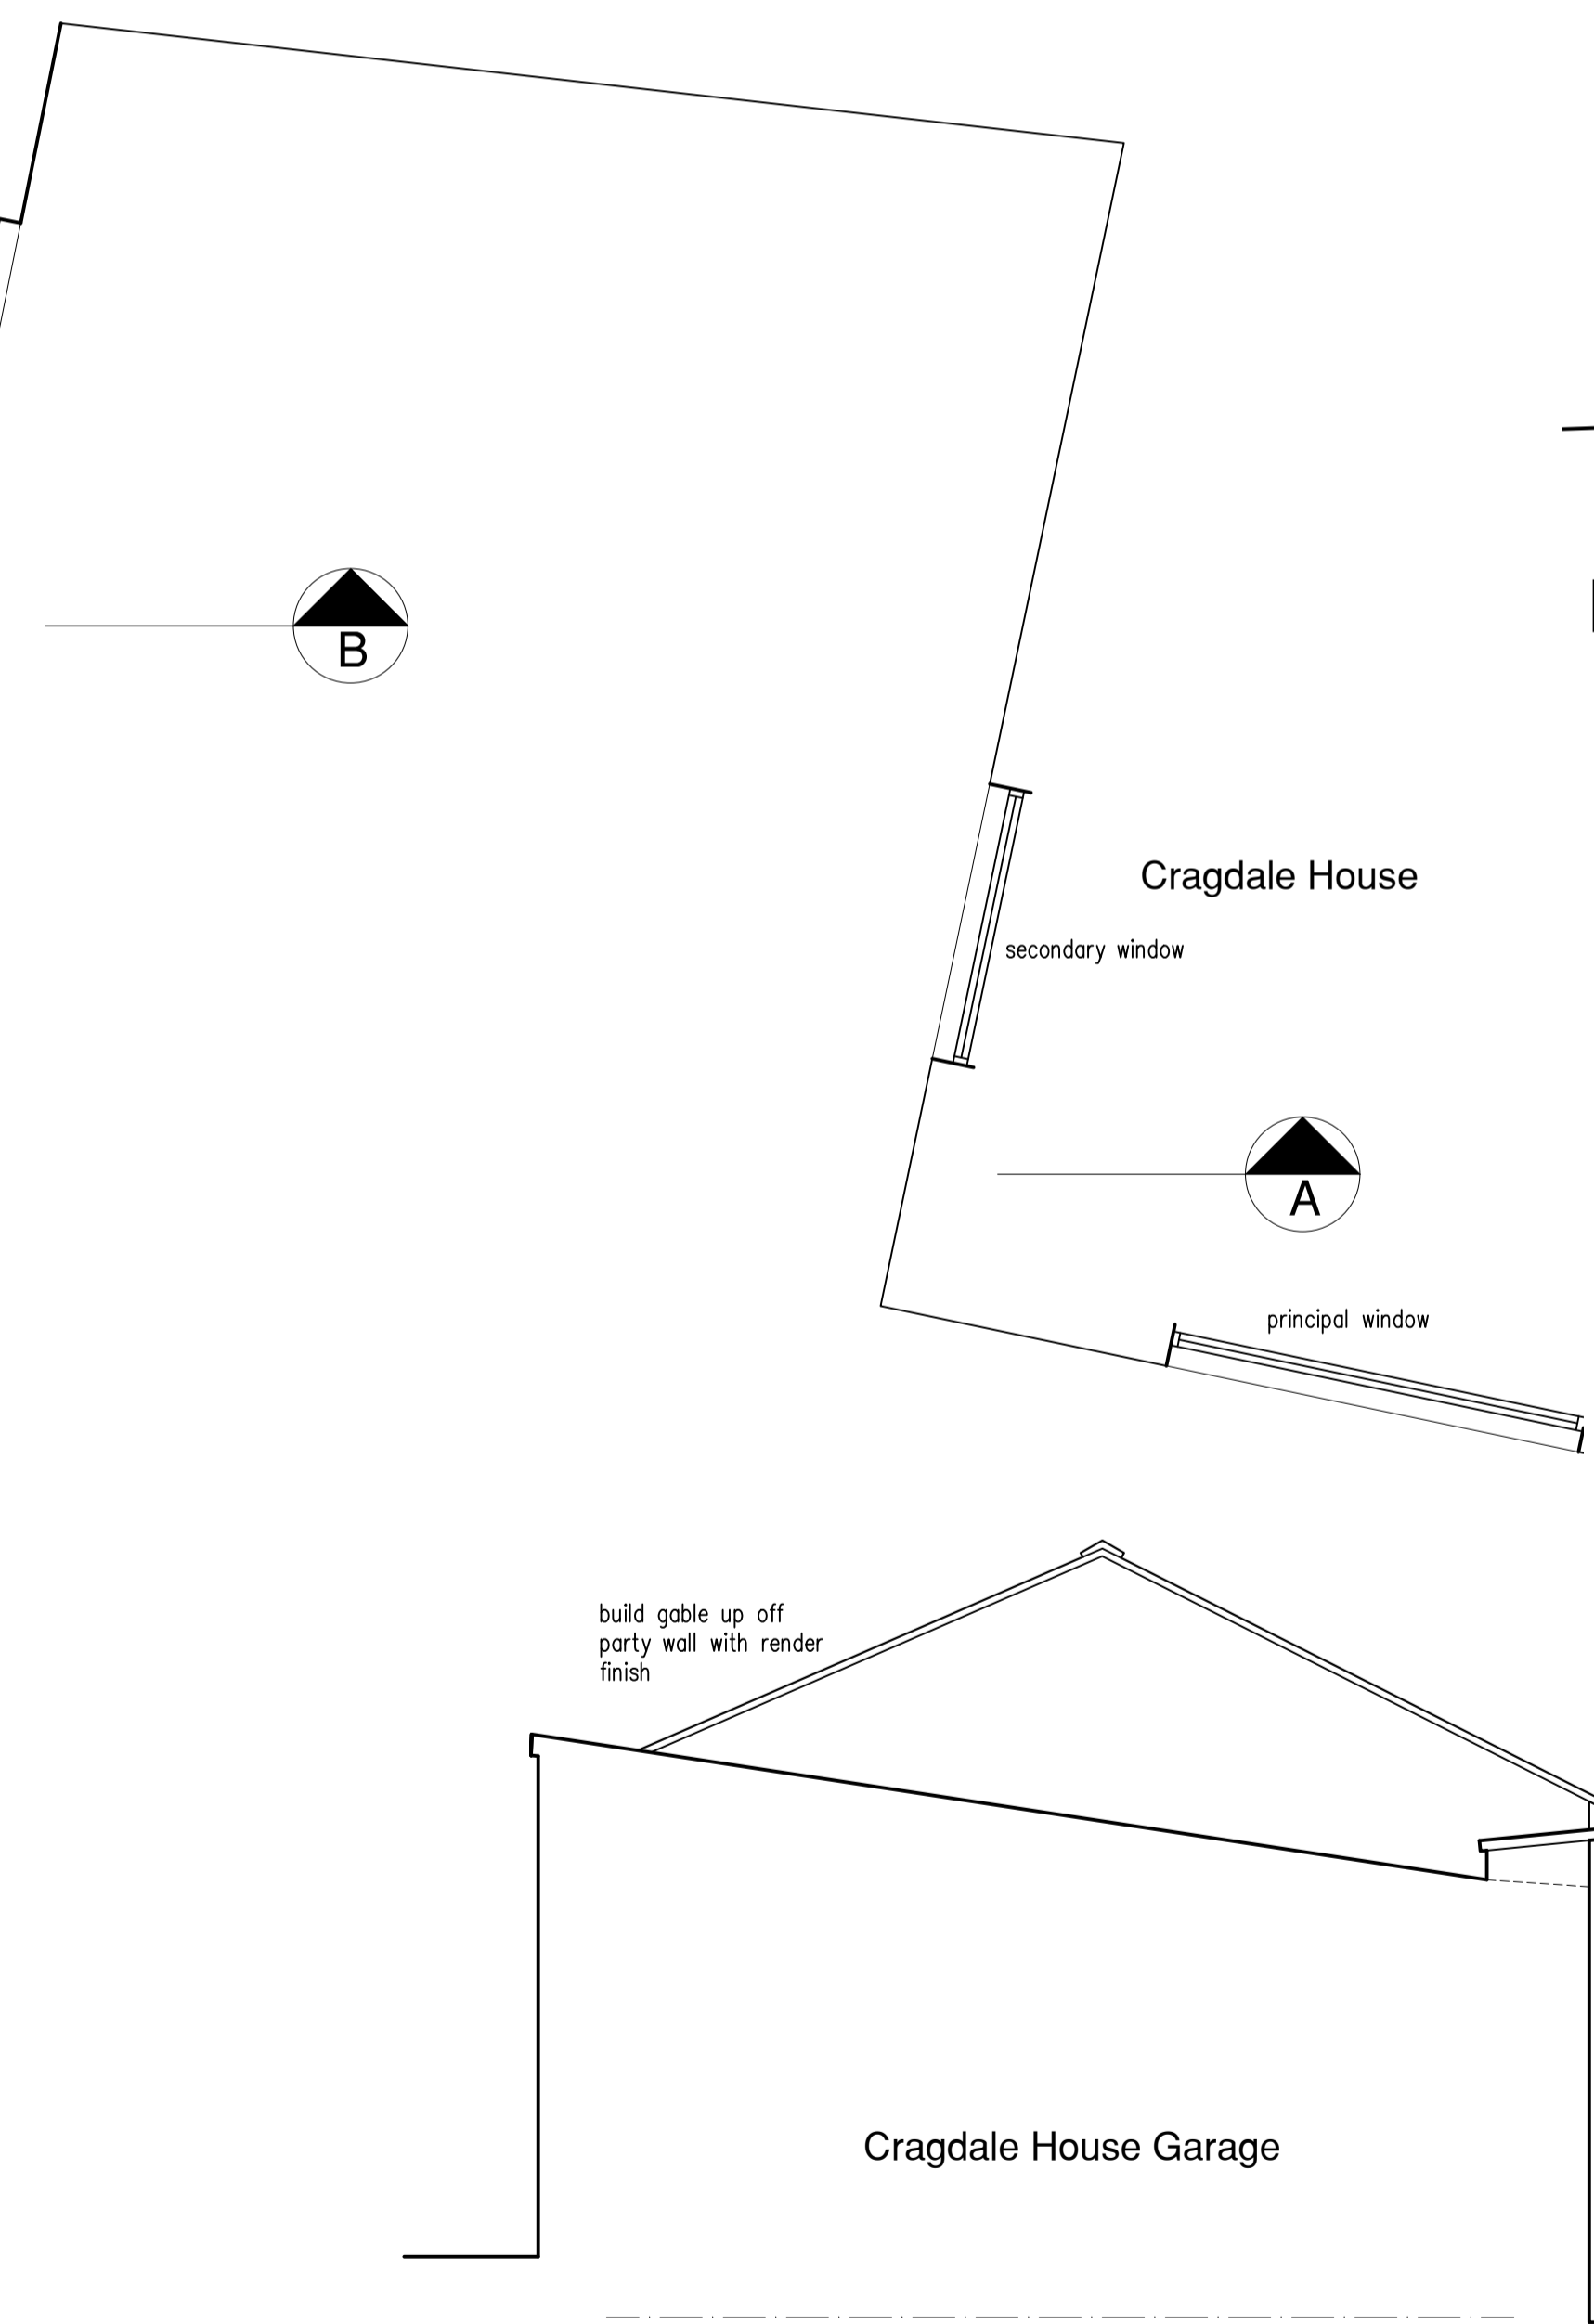 B
Cragdale House
secondary window
A
principal window
build gable up off
party wall with render
finish
Cragdale House Garage